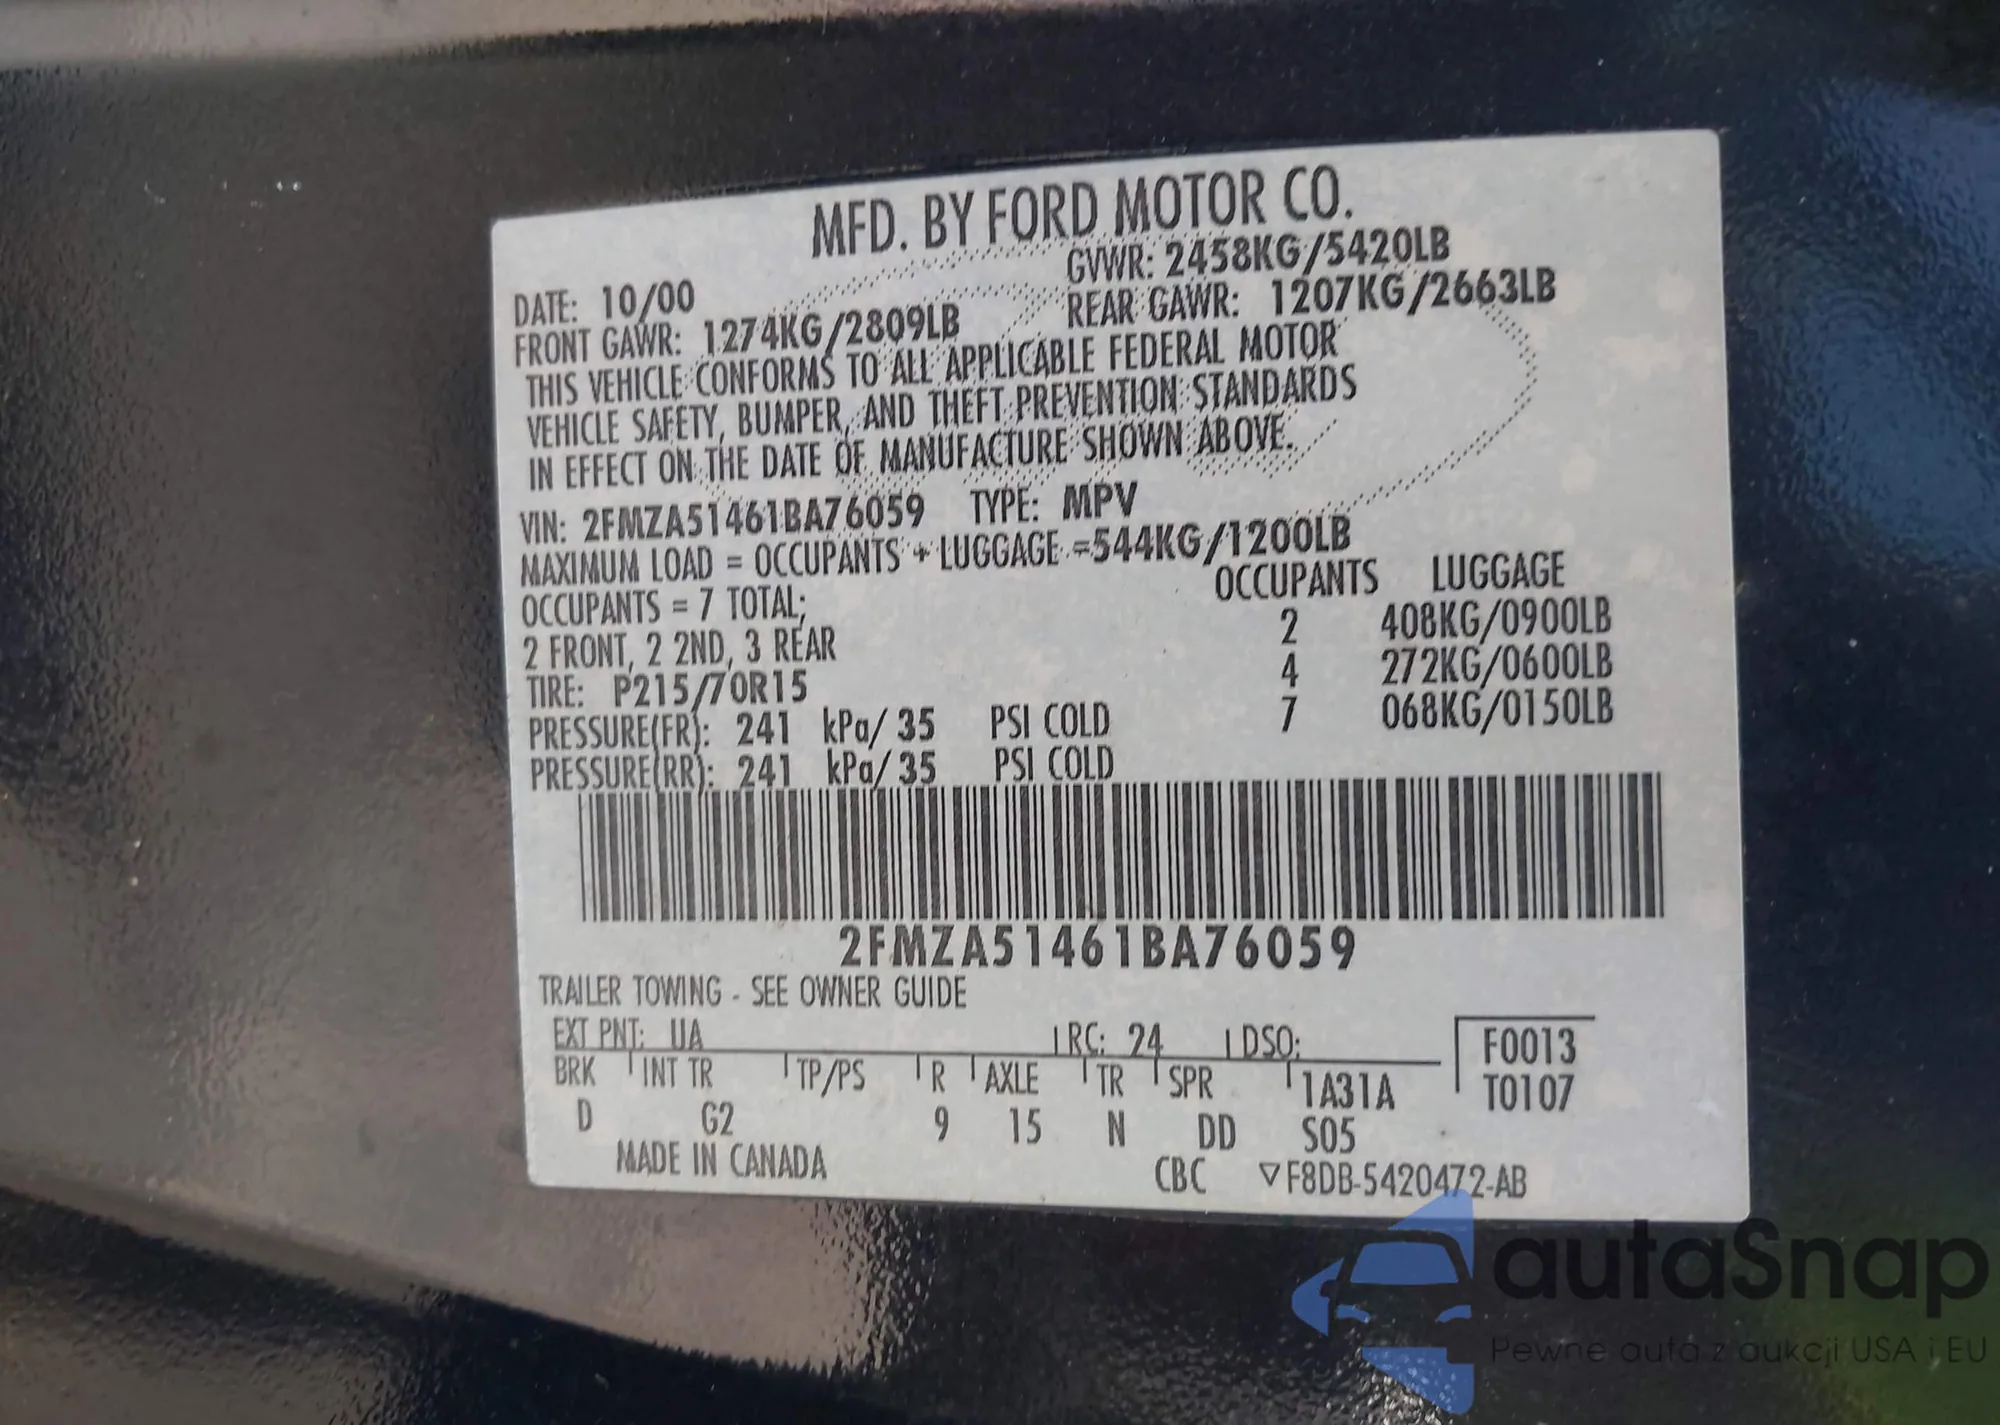 MFD. BY FORD MOTOR CO.
DATE: 10/00 GVWR: 2458KG/5420LB
FRONT GAWR: 1274KG/2809LB REAR GAWR: 1207KG/2663LB
THIS VEHICLE CONFORMS TO ALL APPLICABLE FEDERAL MOTOR
VEHICLE SAFETY, BUMPER, AND THEFT PREVENTION STANDARDS
IN EFFECT ON THE DATE OF MANUFACTURE SHOWN ABOVE.
VIN: 2FMZA51461BA76059 TYPE: MPV
MAXIMUM LOAD = OCCUPANTS + LUGGAGE =544KG/1200LB
OCCUPANTS = 7 TOTAL; OCCUPANTS LUGGAGE
2 FRONT, 2 2ND, 3 REAR 2 408KG/0900LB
TIRE: P215/70R15 4 272KG/0600LB
PRESSURE(FR): 241 kPa/ 35 PSI COLD 7 068KG/0150LB
PRESSURE(RR): 241 kPa/ 35 PSI COLD
2FMZA51461BA76059
TRAILER TOWING - SEE OWNER GUIDE
EXT PNT: UA RC: 24 DSO: F0013
BRK INT TR TP/PS R AXLE TR SPR 1A31A T0107
D G2 9 15 N DD S05
MADE IN CANADA CBC ▽F8DB-5420472-AB
autaSnap
Pewne auta z aukcji USA i EU